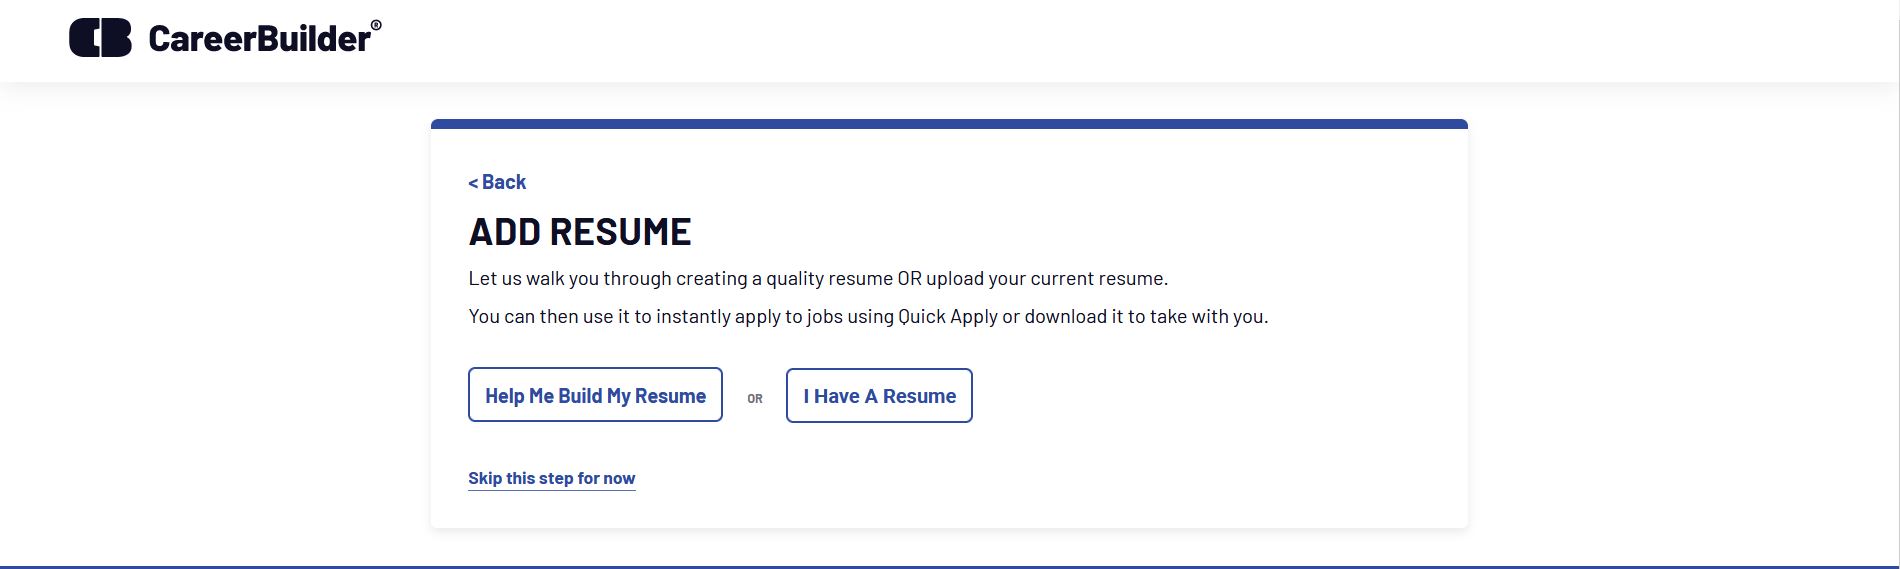 CareerBuilder®
< Back
ADD RESUME
Let us walk you through creating a quality resume OR upload your current resume.
You can then use it to instantly apply to jobs using Quick Apply or download it to take with you.
Help Me Build My Resume OR I Have A Resume
Skip this step for now